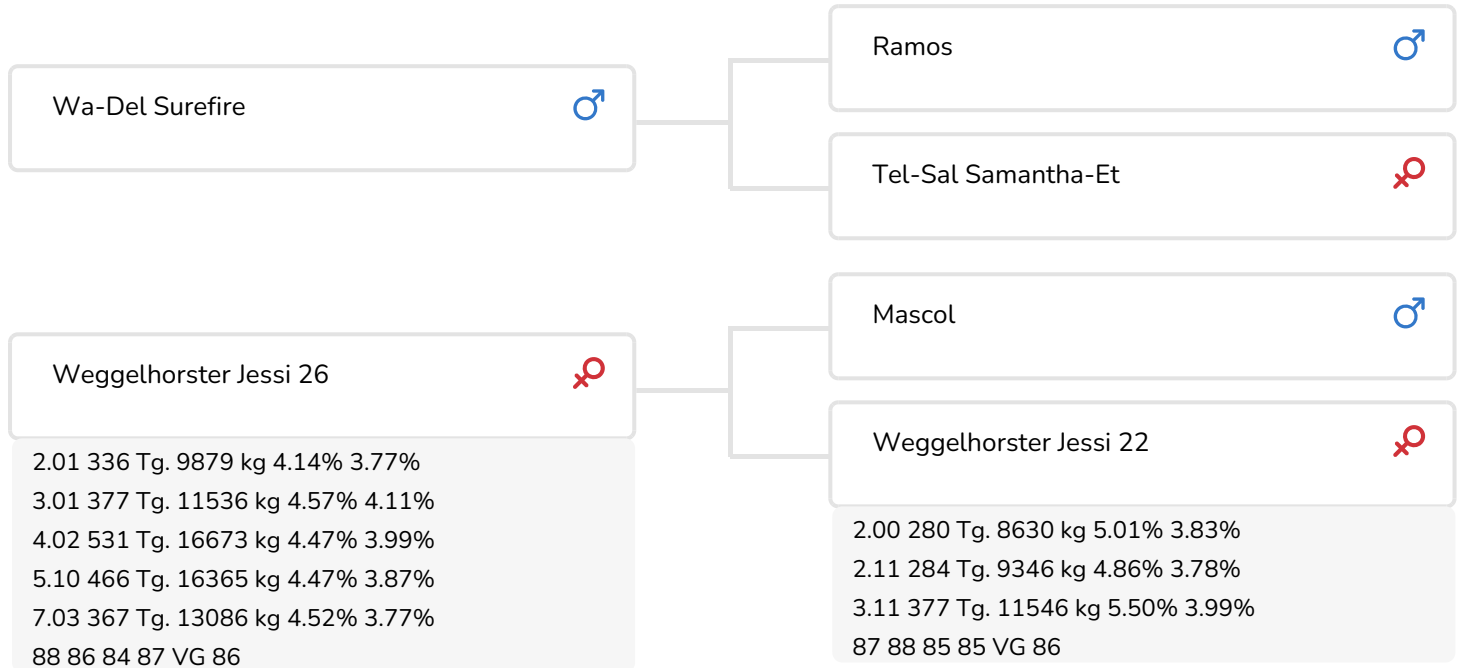 Wa-Del Surefire
Ramos
Tel-Sal Samantha-Et
Weggelhorster Jessi 26
2.01 336 Tg. 9879 kg 4.14% 3.77%
3.01 377 Tg. 11536 kg 4.57% 4.11%
4.02 531 Tg. 16673 kg 4.47% 3.99%
5.10 466 Tg. 16365 kg 4.47% 3.87%
7.03 367 Tg. 13086 kg 4.52% 3.77%
88 86 84 87 VG 86
Mascol
Weggelhorster Jessi 22
2.00 280 Tg. 8630 kg 5.01% 3.83%
2.11 284 Tg. 9346 kg 4.86% 3.78%
3.11 377 Tg. 11546 kg 5.50% 3.99%
87 88 85 85 VG 86